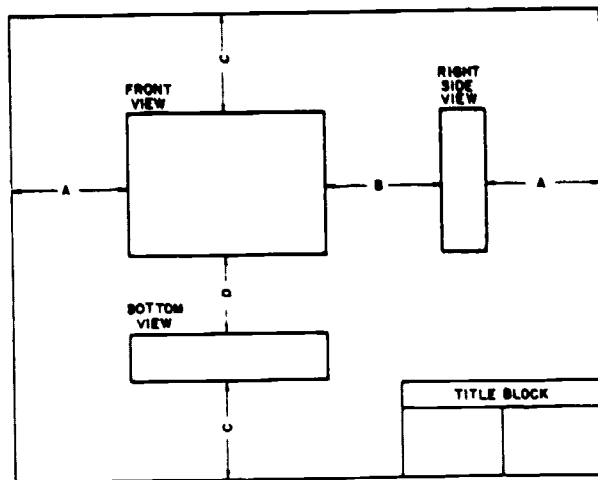 C
FRONT
VIEW
RIGHT
SIDE
VIEW
A
B
A
D
BOTTOM
VIEW
C
TITLE BLOCK